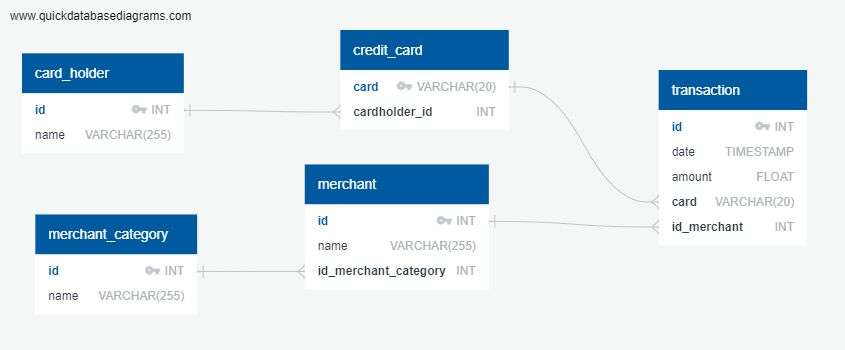 www.quickdatabasediagrams.com
card_holder
id INT
name VARCHAR(255)
credit_card
card VARCHAR(20)
cardholder_id INT
transaction
id INT
date TIMESTAMP
amount FLOAT
card VARCHAR(20)
id_merchant INT
merchant
id INT
name VARCHAR(255)
id_merchant_category INT
merchant_category
id INT
name VARCHAR(255)